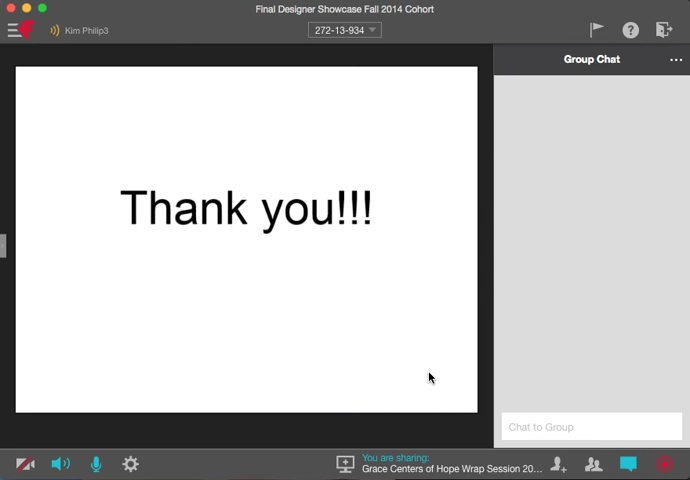 Final Designer Showcase Fall 2014 Cohort
Kim Philip3
272-13-934
?
Group Chat
Thank you!!!
Chat to Group
You are sharing:
Grace Centers of Hope Wrap Session 20...